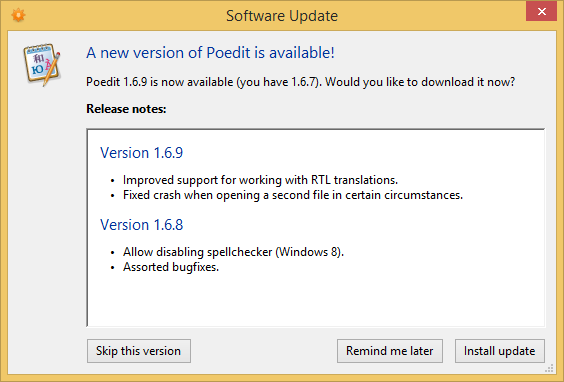 Software Update
A new version of Poedit is available!
Poedit 1.6.9 is now available (you have 1.6.7). Would you like to download it now?
Release notes:
Version 1.6.9
• Improved support for working with RTL translations.
• Fixed crash when opening a second file in certain circumstances.
Version 1.6.8
• Allow disabling spellchecker (Windows 8).
• Assorted bugfixes.
Skip this version
Remind me later
Install update